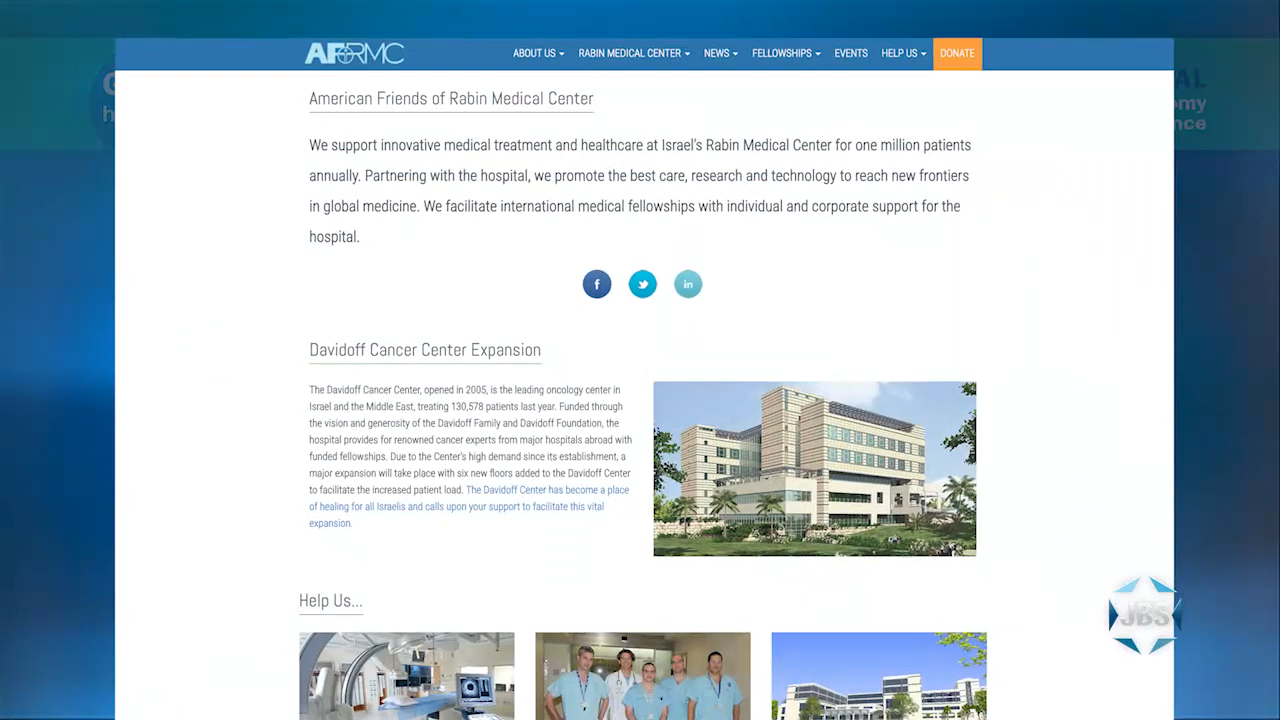 AFRMC
ABOUT US
RABIN MEDICAL CENTER
NEWS
FELLOWSHIPS
EVENTS
HELP US
DONATE
American Friends of Rabin Medical Center
We support innovative medical treatment and healthcare at Israel's Rabin Medical Center for one million patients
annually. Partnering with the hospital, we promote the best care, research and technology to reach new frontiers
in global medicine. We facilitate international medical fellowships with individual and corporate support for the
hospital.
f
in
Davidoff Cancer Center Expansion
The Davidoff Cancer Center, opened in 2005, is the leading oncology center in
Israel and the Middle East, treating 130,578 patients last year. Funded through
the vision and generosity of the Davidoff Family and Davidoff Foundation, the
hospital provides for renowned cancer experts from major hospitals abroad with
funded fellowships. Due to the Center's high demand since its establishment, a
major expansion will take place with six new floors added to the Davidoff Center
to facilitate the increased patient load. The Davidoff Center has become a place
of healing for all Israelis and calls upon your support to facilitate this vital
expansion.
Help Us...
JBS